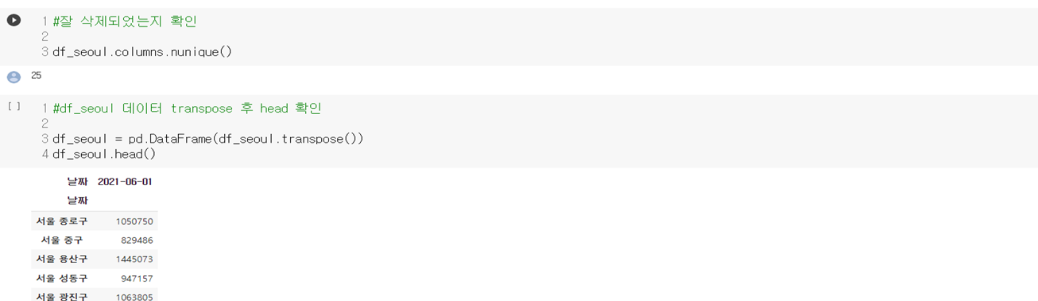 1 #잘 삭제되었는지 확인
2
3 df_seoul.columns.nunique()
25
[ ] 1 #df_seoul 데이터 transpose 후 head 확인
2
3 df_seoul = pd.DataFrame(df_seoul.transpose())
4 df_seoul.head()
날짜 2021-06-01
날짜
서울 종로구 1050750
서울 중구 829486
서울 용산구 1445073
서울 성동구 947157
서울 광진구 1063805